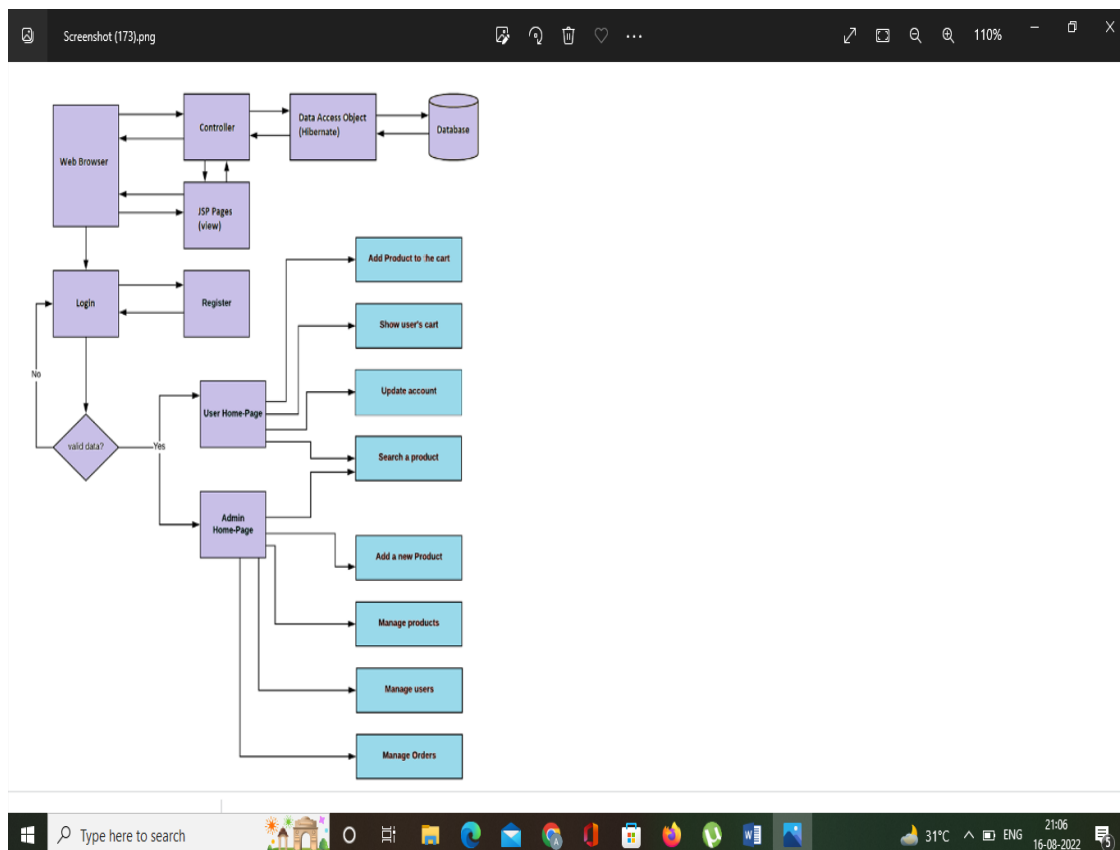 Screenshot (173).png
110%
Web Browser
Controller
Data Access Object
(Hibernate)
Database
JSP Pages
(view)
Login
Register
No
valid data?
Yes
User Home-Page
Admin
Home-Page
Add Product to he cart
Show user's cart
Update account
Search a product
Add a new Product
Manage products
Manage users
Manage Orders
Type here to search
31°C
ENG
21:06
16-08-2022
5